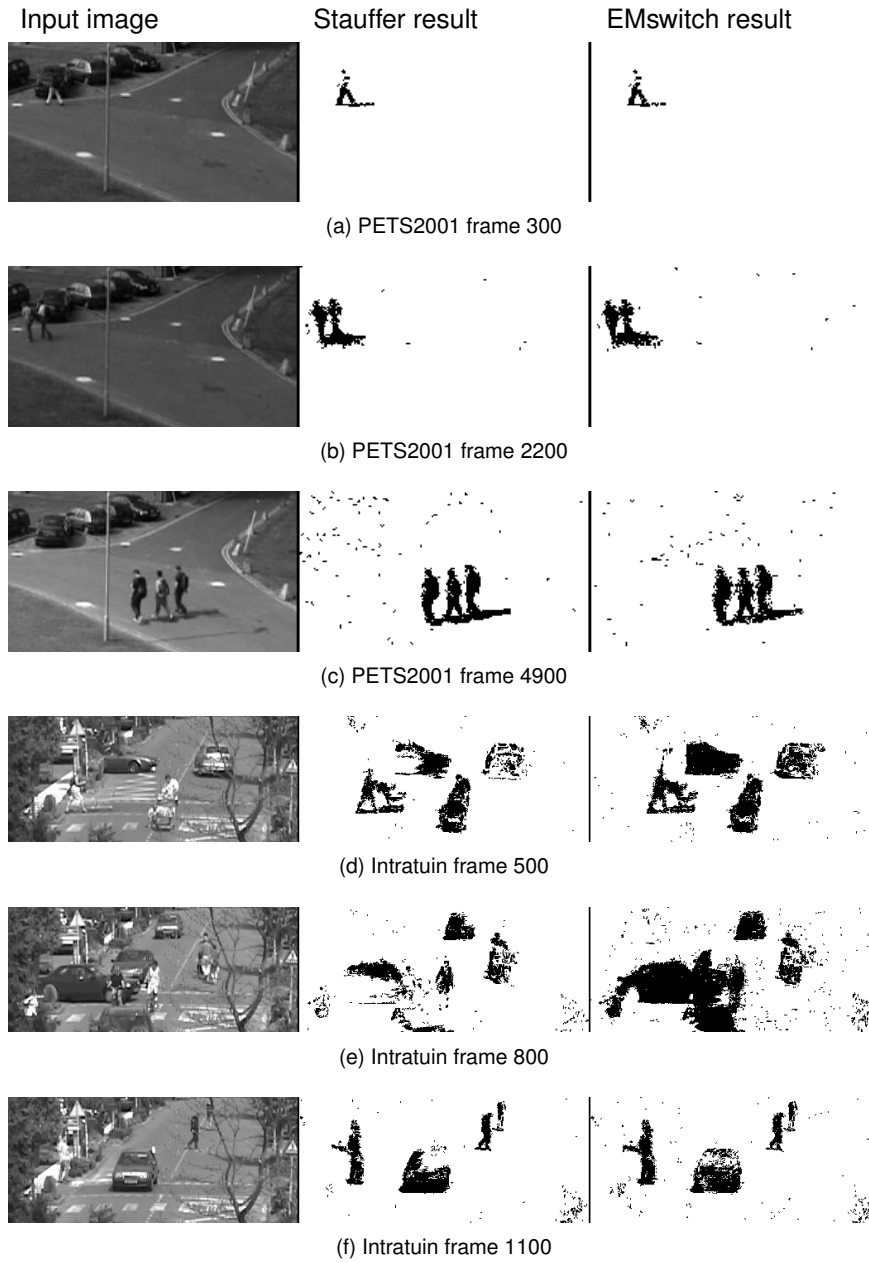 Input image Stauffer result EMswitch result
(a) PETS2001 frame 300
(b) PETS2001 frame 2200
(c) PETS2001 frame 4900
(d) Intratuin frame 500
(e) Intratuin frame 800
(f) Intratuin frame 1100